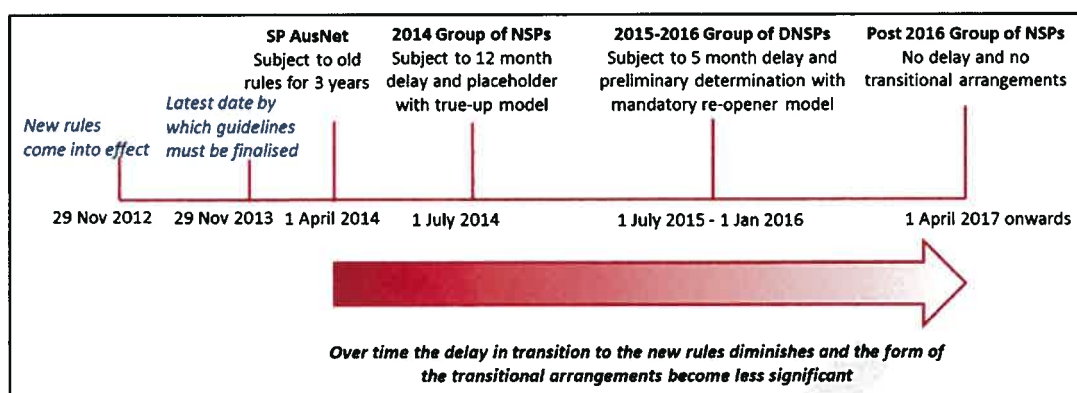 SP AusNet
Subject to old
rules for 3 years
2014 Group of NSPs
Subject to 12 month
delay and placeholder
with true-up model
2015-2016 Group of DNSPs
Subject to 5 month delay and
preliminary determination with
mandatory re-opener model
Post 2016 Group of NSPs
No delay and no
transitional arrangements
New rules
come into effect
Latest date by
which guidelines
must be finalised
29 Nov 2012
29 Nov 2013
1 April 2014
1 July 2014
1 July 2015 - 1 Jan 2016
1 April 2017 onwards
Over time the delay in transition to the new rules diminishes and the form of
the transitional arrangements become less significant